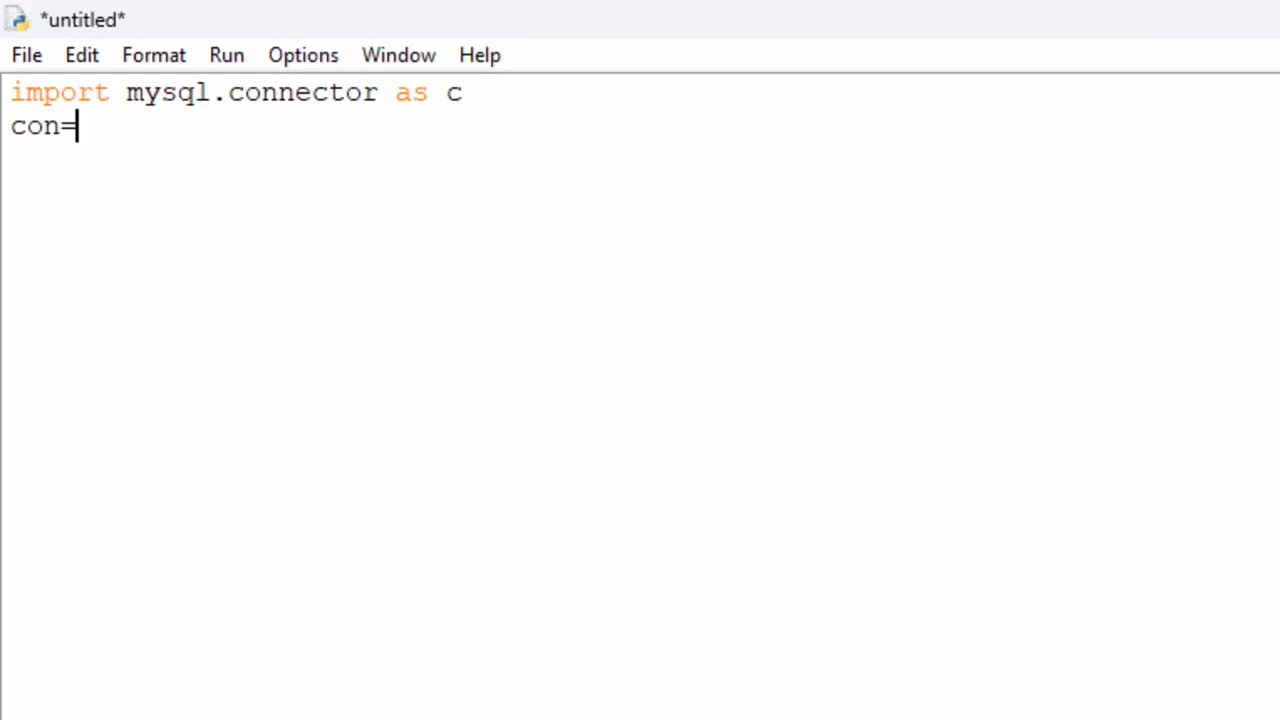 *untitled*
File Edit Format Run Options Window Help
import mysql.connector as c
con=